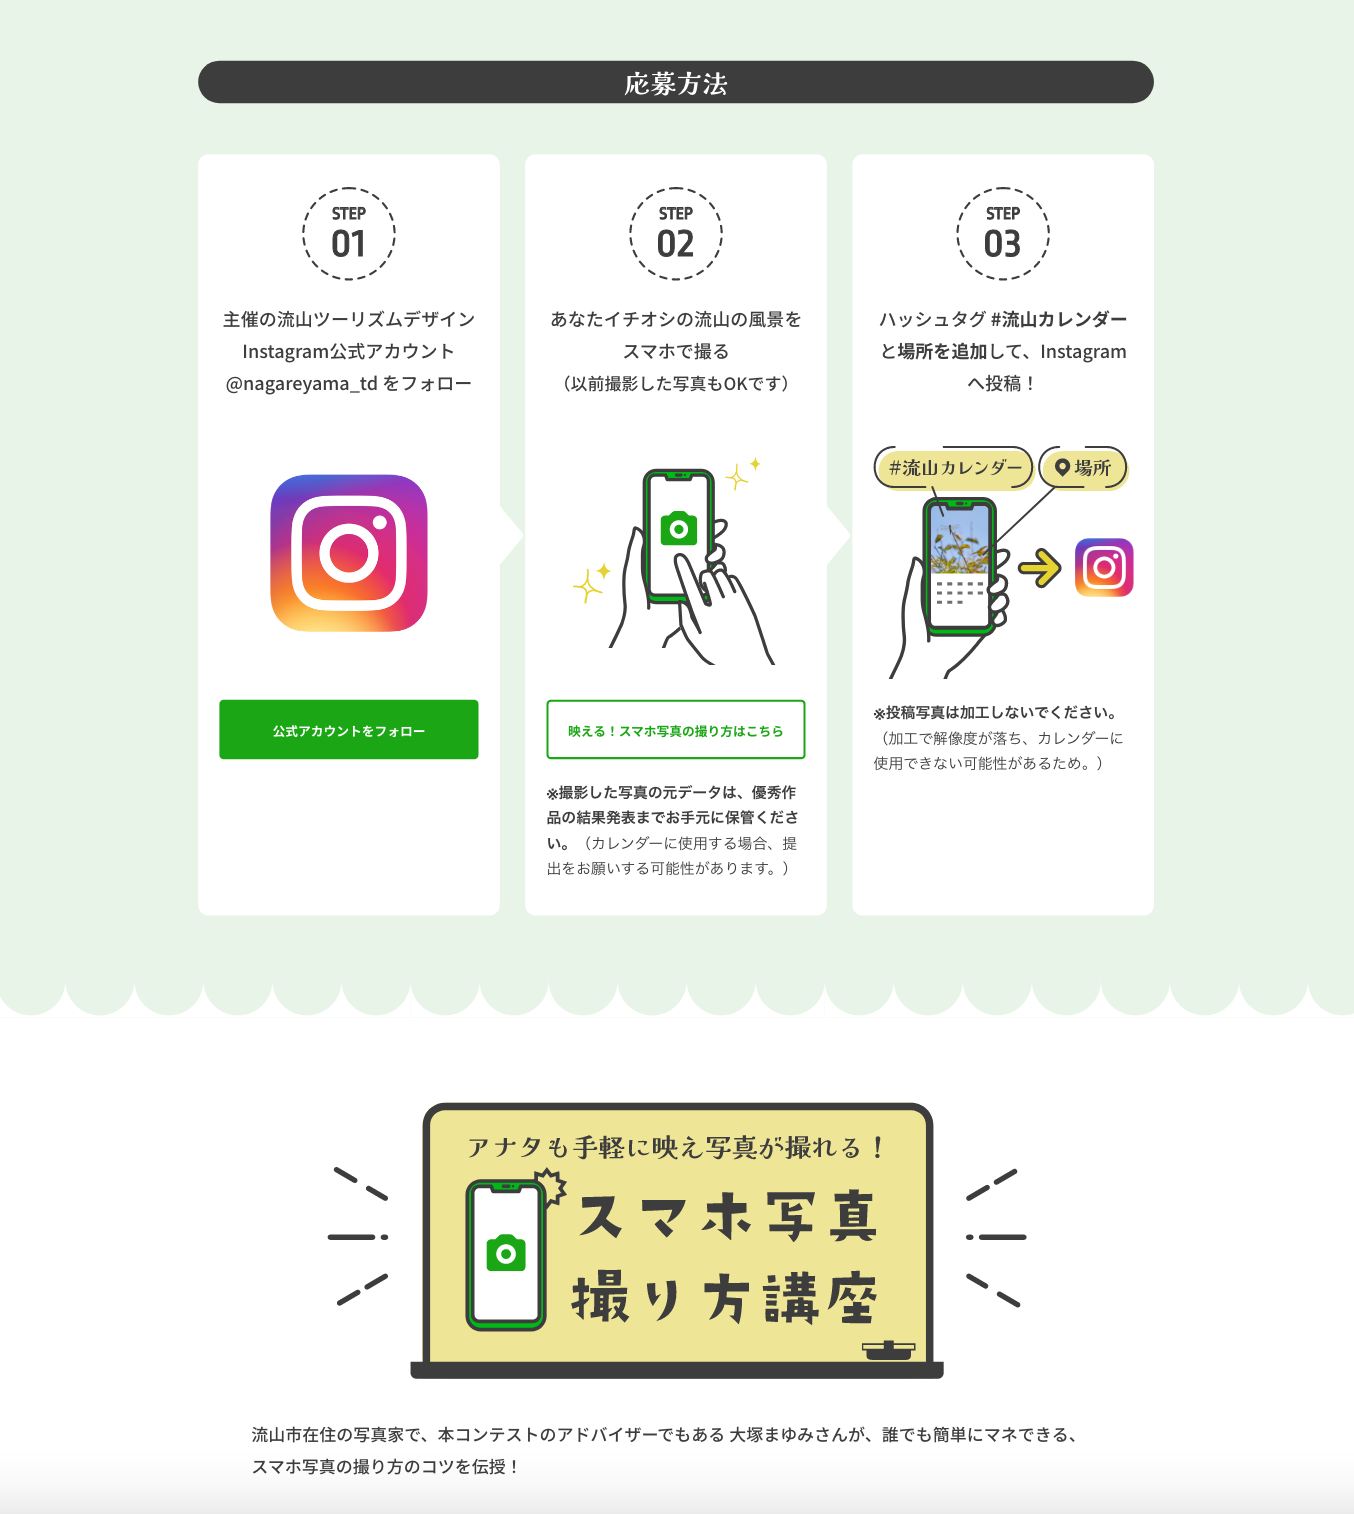 応募方法
STEP
01
主催の流山ツーリズムデザイン
Instagram公式アカウント
@nagareyama_td をフォロー
公式アカウントをフォロー
STEP
02
あなたイチオシの流山の風景を
スマホで撮る
（以前撮影した写真もOKです）
映える！スマホ写真の撮り方はこちら
※撮影した写真の元データは、優秀作
品の結果発表までお手元に保管くださ
い。（カレンダーに使用する場合、提
出をお願いする可能性があります。）
STEP
03
ハッシュタグ #流山カレンダー
と場所を追加して、Instagram
へ投稿！
#流山カレンダー
場所
※投稿写真は加工しないでください。
（加工で解像度が落ち、カレンダーに
使用できない可能性があるため。）
アナタも手軽に映え写真が撮れる！
スマホ写真
撮り方講座
流山市在住の写真家で、本コンテストのアドバイザーでもある 大塚まゆみさんが、誰でも簡単にマネできる、
スマホ写真の撮り方のコツを伝授！